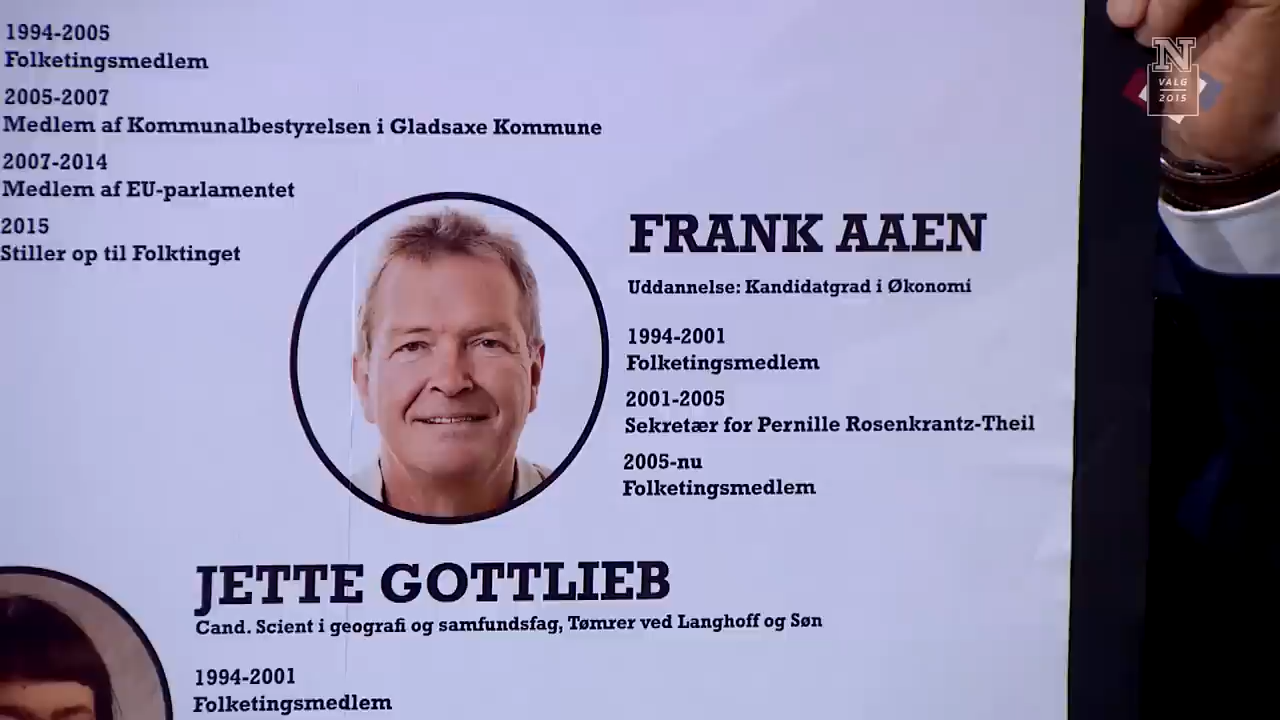 1994-2005
Folketingsmedlem
2005-2007
Medlem af Kommunalbestyrelsen i Gladsaxe Kommune
2007-2014
Medlem af EU-parlamentet
2015
Stiller op til Folktinget
N
VALG
2015
FRANK AAEN
Uddannelse: Kandidatgrad i Økonomi
1994-2001
Folketingsmedlem
2001-2005
Sekretær for Pernille Rosenkrantz-Theil
2005-nu
Folketingsmedlem
JETTE GOTTLIEB
Cand. Scient i geografi og samfundsfag, Tømrer ved Langhoff og Søn
1994-2001
Folketingsmedlem